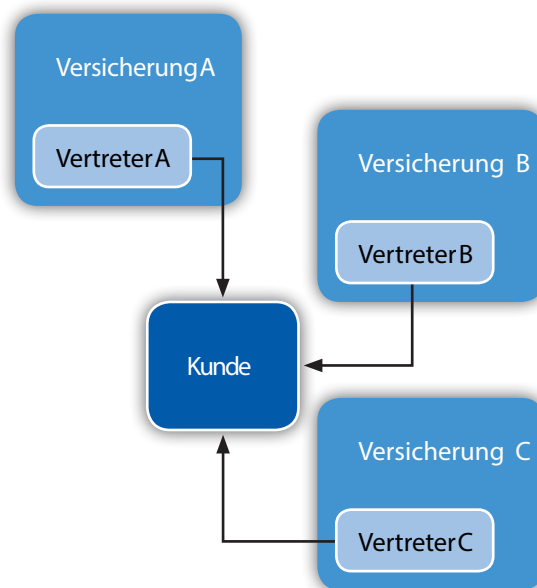 Versicherung A
Vertreter A
Versicherung B
Vertreter B
Kunde
Versicherung C
Vertreter C